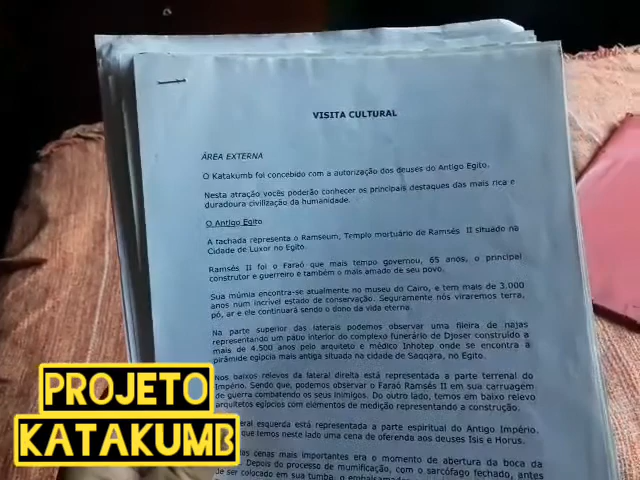 VISITA CULTURAL
ÁREA EXTERNA
O Katakumb foi concebido com a autorização dos deuses do Antigo Egito.
Nesta atração vocês poderão conhecer os principais destaques da mais rica e
duradoura civilização da humanidade.
O Antigo Egito
A fachada representa o Ramseum, Templo mortuário de Ramsés II situado na
Cidade de Luxor no Egito.
Ramsés II foi o Faraó que mais tempo governou, 65 anos, o principal
construtor e guerreiro e também o mais amado de seu povo.
Sua múmia encontra-se atualmente no museu do Cairo, e tem mais de 3.000
anos num incrível estado de conservação. Seguramente nós viraremos terra,
pó, ar e ele continuará sendo o dono da vida eterna.
Na parte superior das laterais podemos observar uma fileira de najas
representando um pátio interior do complexo funerário de Djoser construído a
mais de 4.500 anos pelo arquiteto e médico Inhotep onde se encontra a
pirâmide egípcia mais antiga situada na cidade de Saqqara, no Egito.
Nos baixos relevos da lateral direita está representada a parte terrenal do
Império. Sendo que, podemos observar o Faraó Ramsés II em sua carruagem
de guerra combatendo os seus inimigos. Do outro lado, temos em baixo relevo
arquitetos egípcios com elementos de medição representando a construção.
esquerda está representada a parte espiritual do Antigo Império.
que temos neste lado uma cena de oferenda aos deuses Isis e Horus.
cenas mais importantes era o momento de abertura da boca da
Depois do processo de mumificação, com o sarcófago fechado, antes
de ser colocado em sua tumba, o embalsamador
PROJETO
KATAKUMB